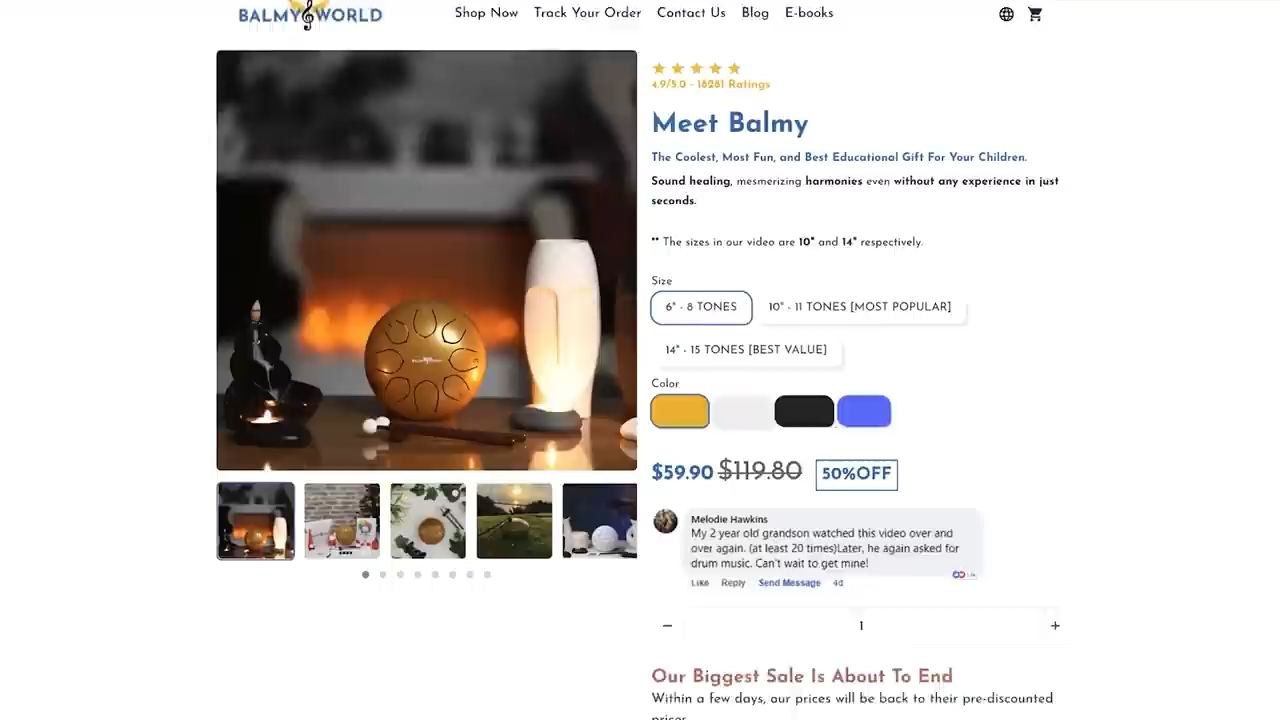 BALMY WORLD
Shop Now Track Your Order Contact Us Blog E-books
4.9/5.0 - 18281 Ratings
Meet Balmy
The Coolest, Most Fun, and Best Educational Gift For Your Children.
Sound healing, mesmerizing harmonies even without any experience in just
seconds.
** The sizes in our video are 10" and 14" respectively.
Size
6" - 8 TONES 10" - 11 TONES [MOST POPULAR]
14" - 15 TONES [BEST VALUE]
Color
$59.90 $119.80 50%OFF
Melodie Hawkins
My 2 year old grandson watched this video over and
over again. (at least 20 times)Later, he again asked for
drum music. Can't wait to get mine!
Like Reply Send Message 4d
− 1 +
Our Biggest Sale Is About To End
Within a few days, our prices will be back to their pre-discounted
prices